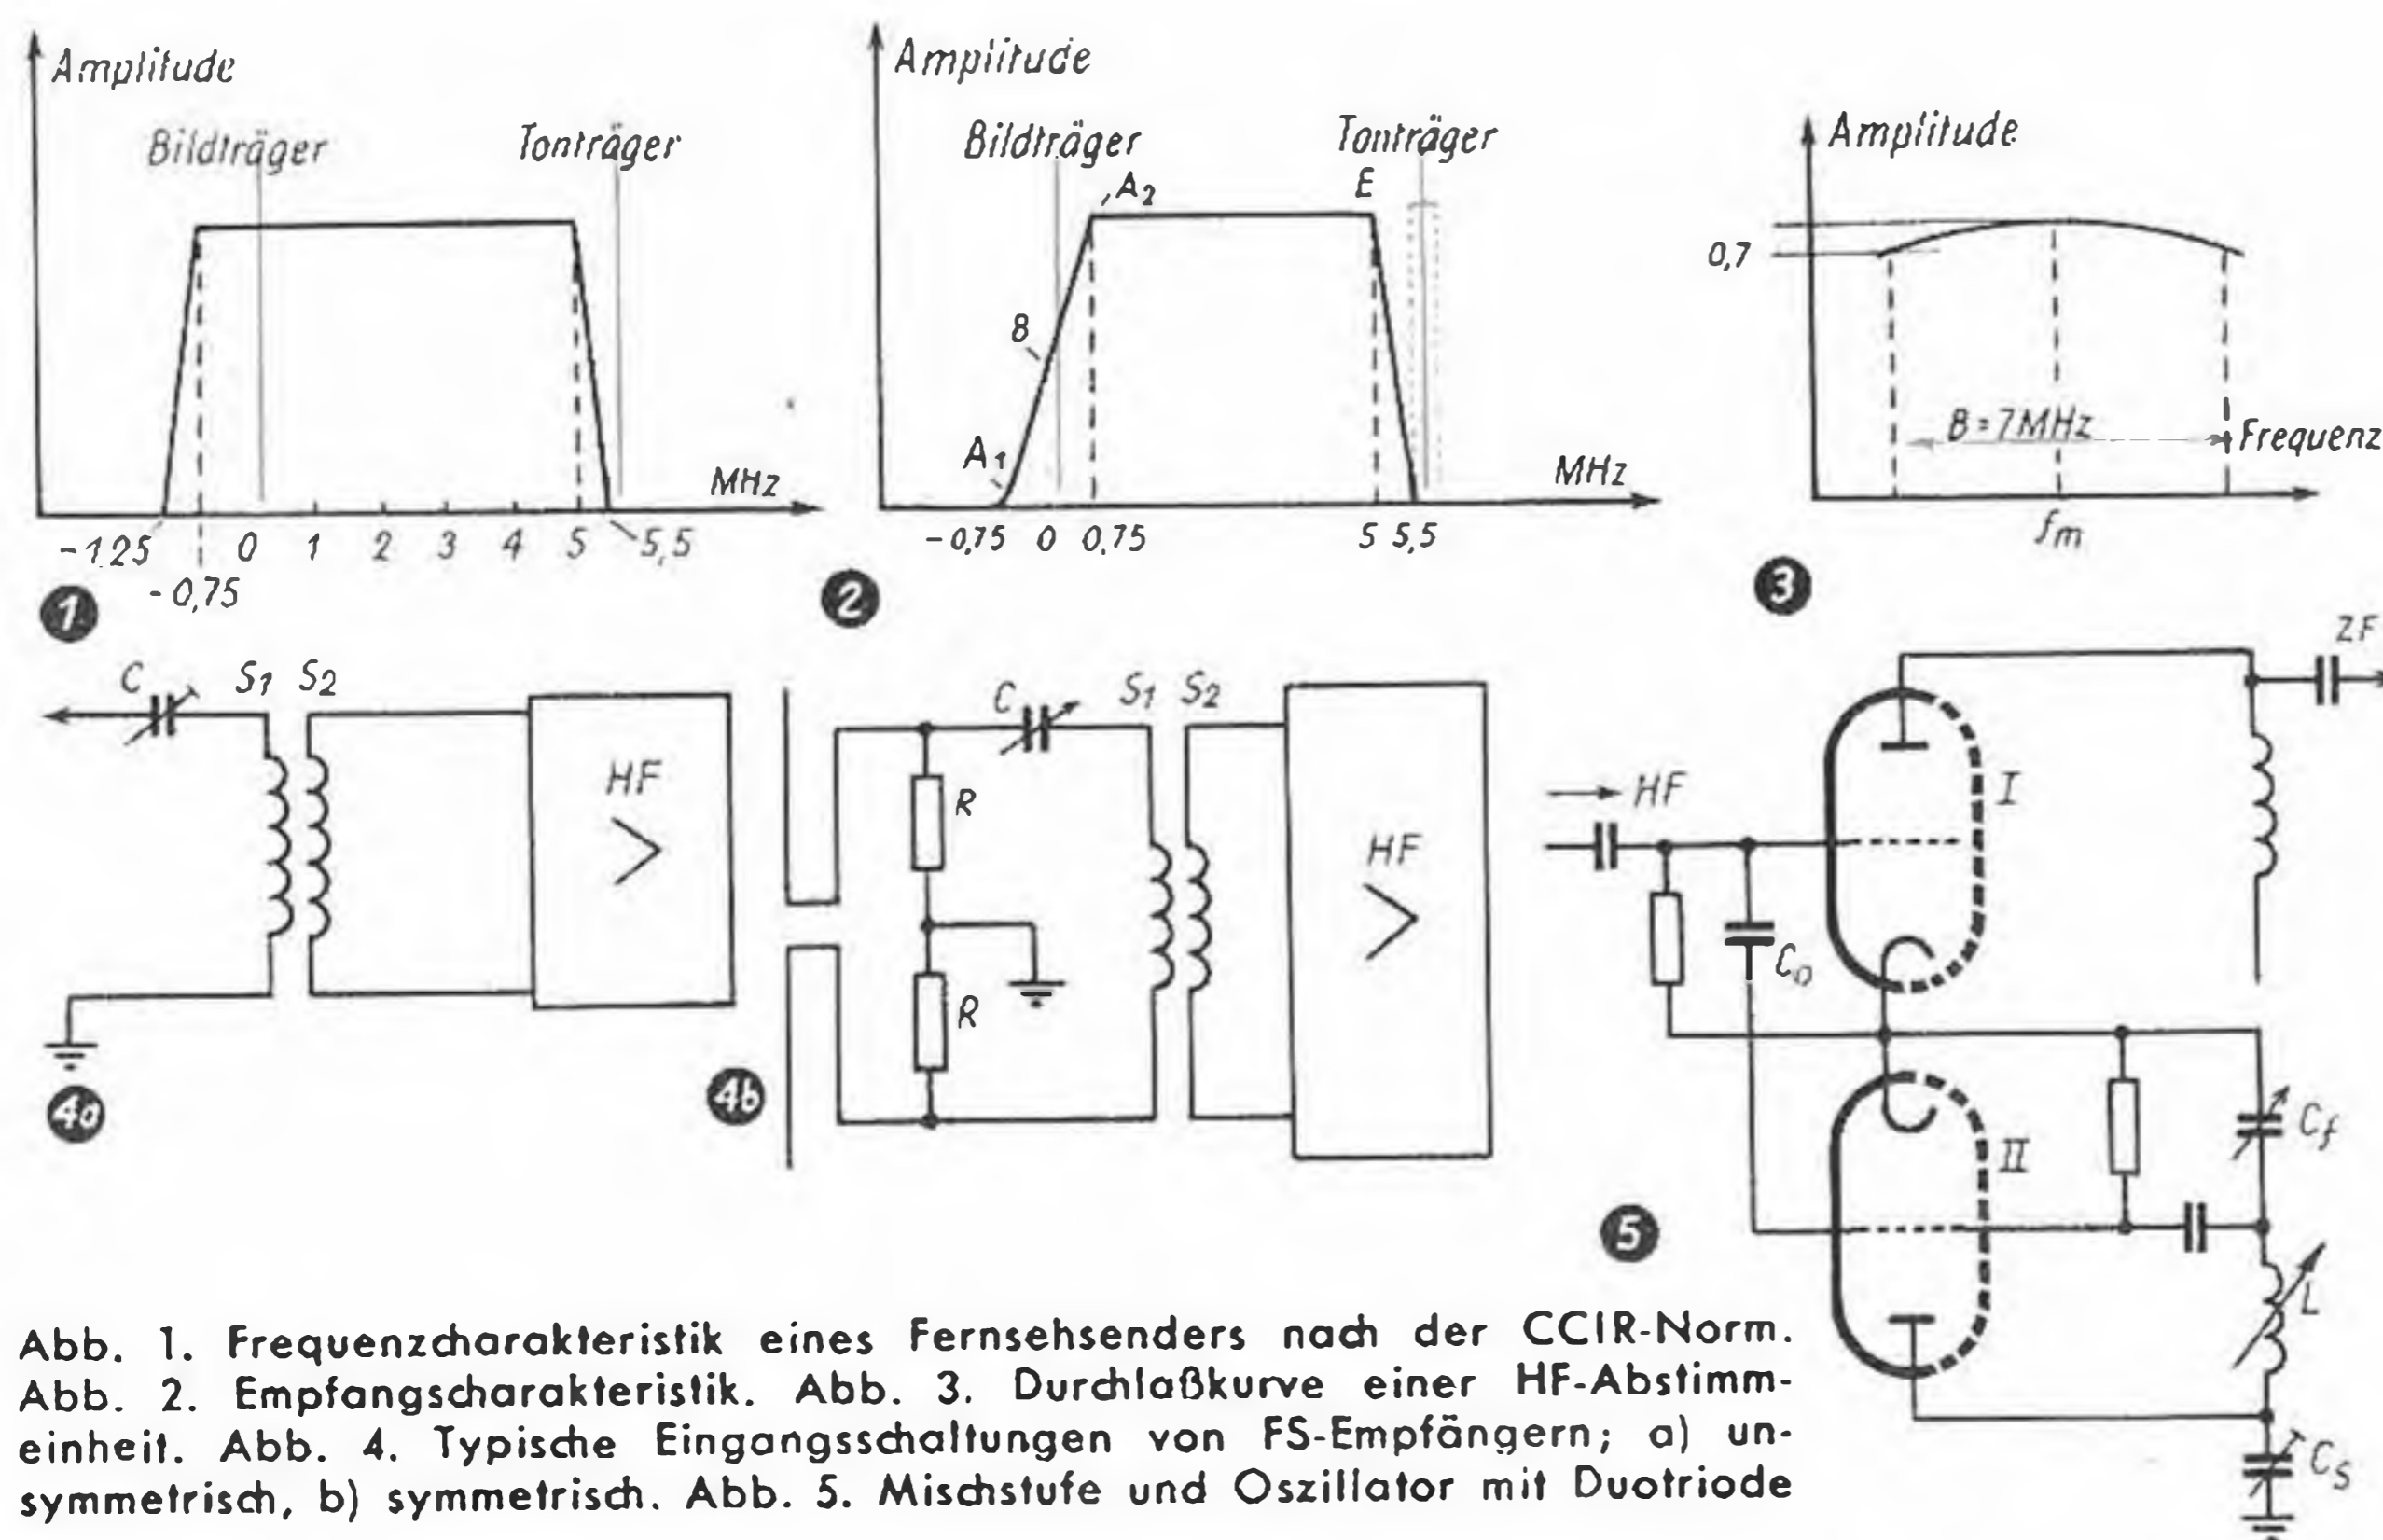 Amplitude
Bildträger
Tonträger
MHz
-1,25 0 1 2 3 4 5 5,5
-0,75
1
Amplitude
Bildträger
Tonträger
A2
E
B
A1
MHz
-0,75 0 0,75 5 5,5
2
Amplitude
0,7
B = 7MHz
Frequenz
fm
3
C S1 S2
HF
4a
C S1 S2
R
R
HF
4b
ZF
HF
I
C0
II
Cf
L
CS
5
Abb. 1. Frequenzcharakteristik eines Fernsehsenders nach der CCIR-Norm.
Abb. 2. Empfangscharakteristik. Abb. 3. Durchlaßkurve einer HF-Abstimm-
einheit. Abb. 4. Typische Eingangsschaltungen von FS-Empfängern; a) un-
symmetrisch, b) symmetrisch. Abb. 5. Mischstufe und Oszillator mit Duotriode